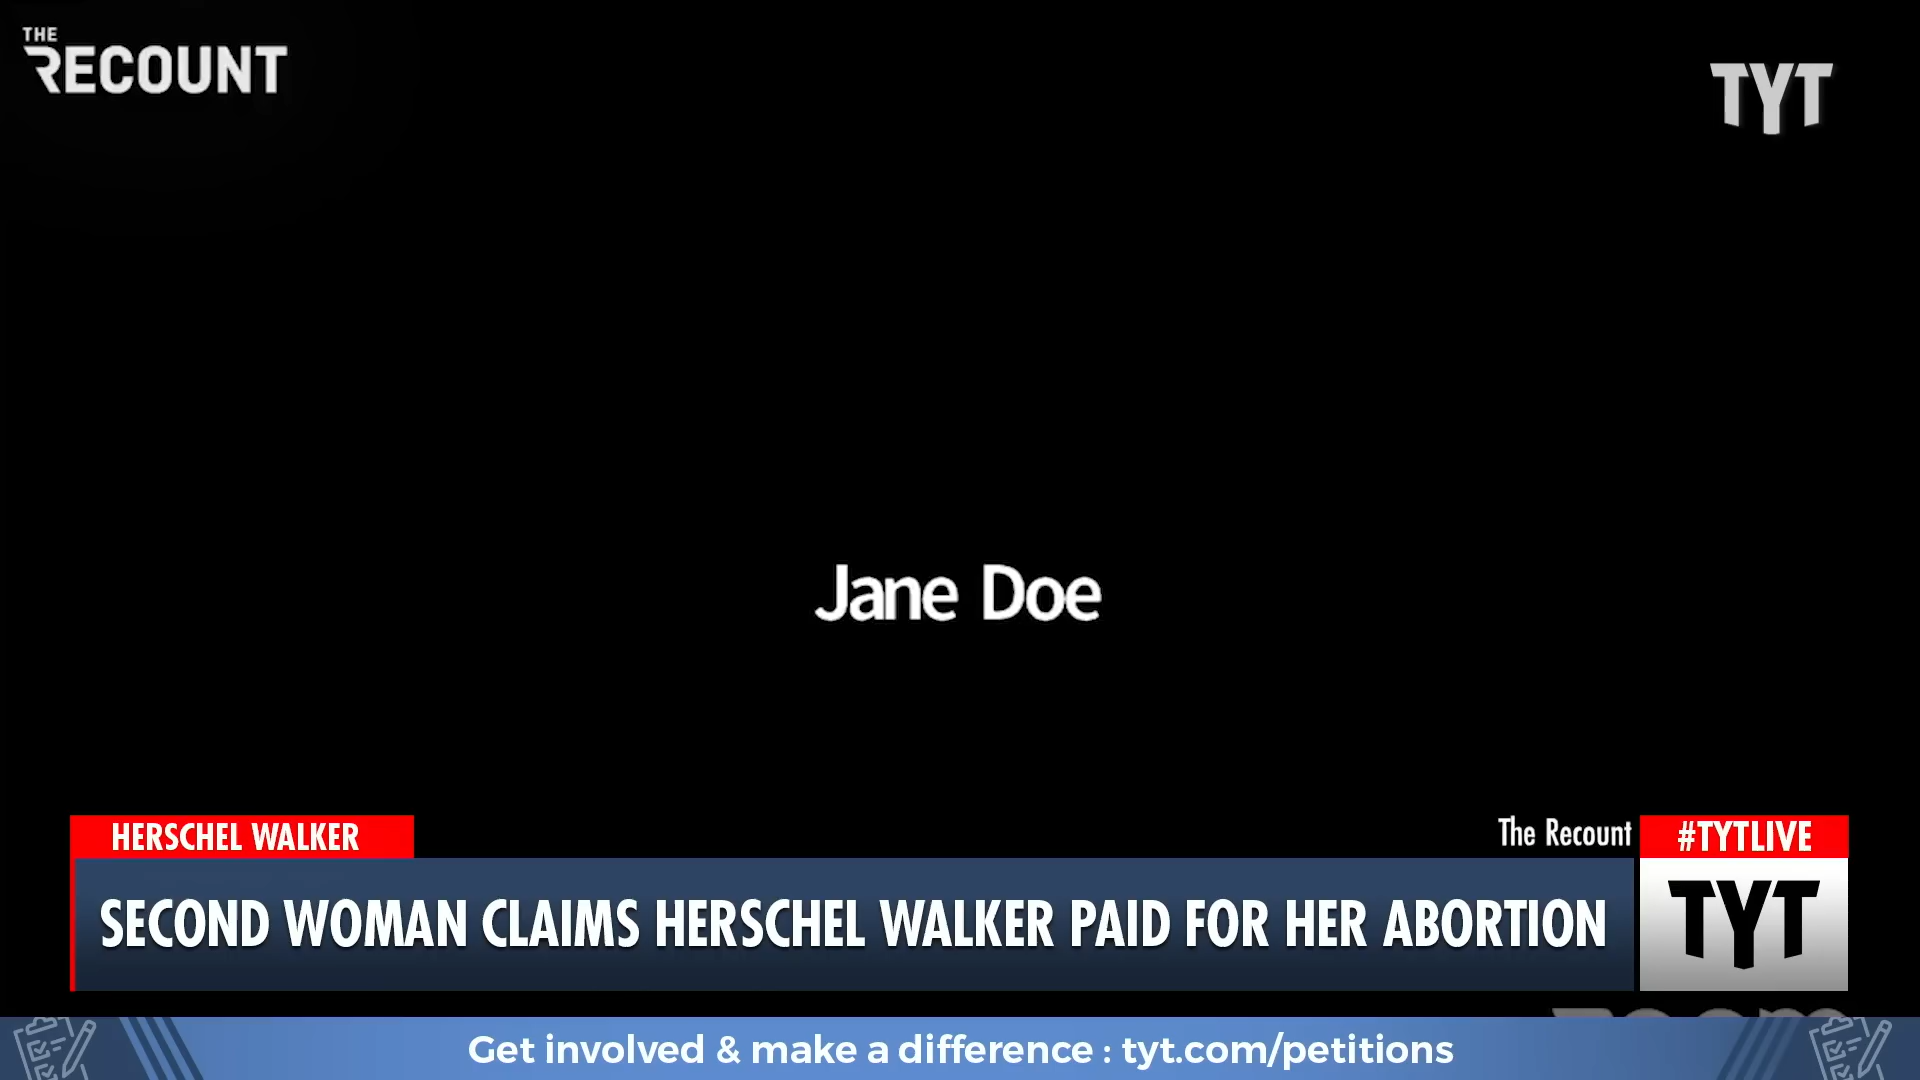 THE
RECOUNT
TYT
Jane Doe
HERSCHEL WALKER
The Recount
#TYTLIVE
SECOND WOMAN CLAIMS HERSCHEL WALKER PAID FOR HER ABORTION
TYT
Get involved & make a difference : tyt.com/petitions